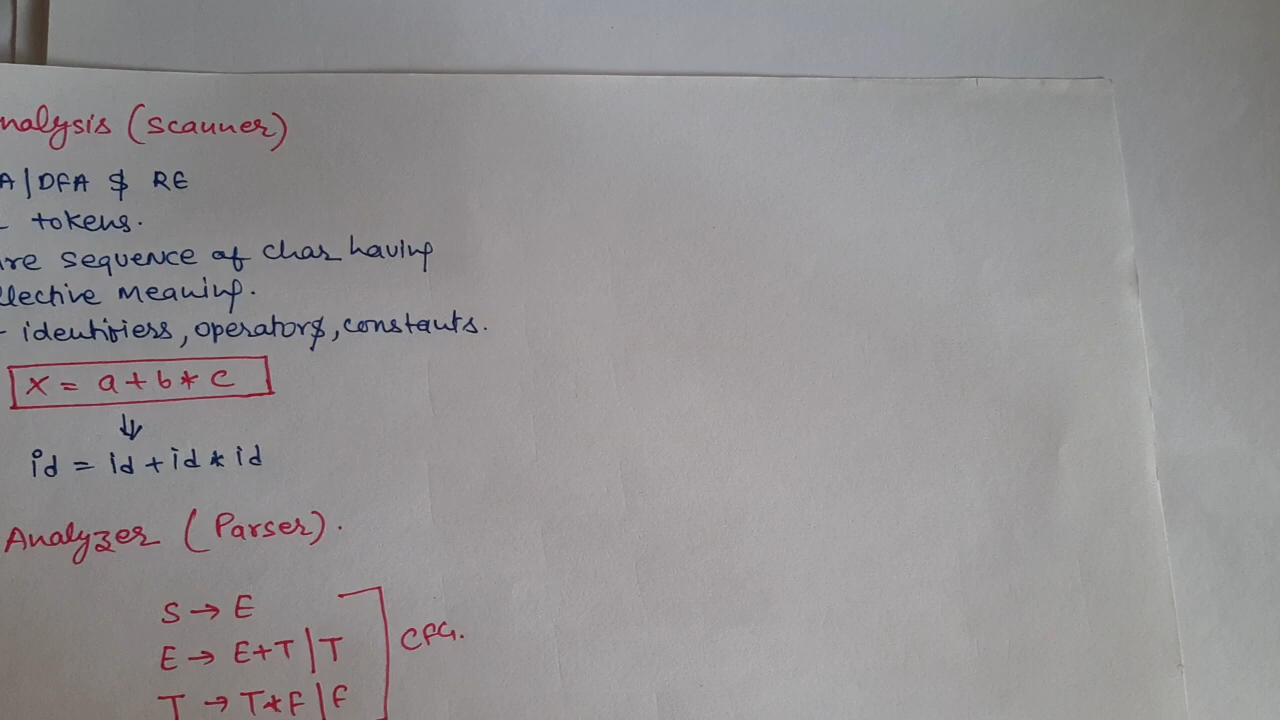 nalysis (scanner)
A|DFA & RE
tokens.
are sequence of char having
llective meaning.
- identifiers, operators, constants.
x = a+b*c
⇓
id = id + id * id
Analyzer (Parser).
S → E
E → E+T | T
CFG.
T → T*F | F